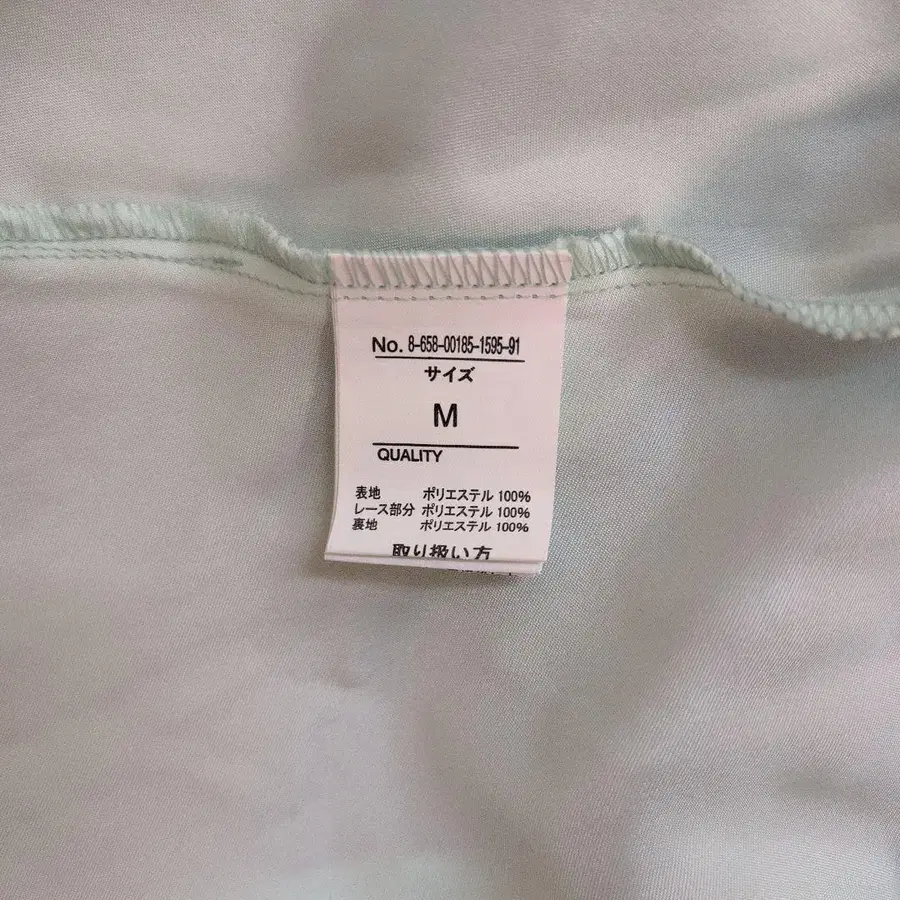 No. 8-658-00185-1595-91
サイズ
M
QUALITY
表地 ポリエステル 100%
レース部分 ポリエステル 100%
裏地 ポリエステル 100%
取り扱い方